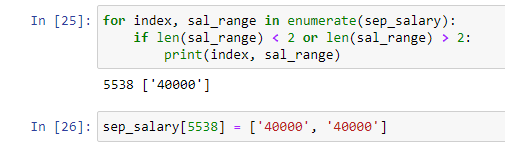 In [25]: for index, sal_range in enumerate(sep_salary):
    if len(sal_range) < 2 or len(sal_range) > 2:
        print(index, sal_range)
5538 ['40000']
In [26]: sep_salary[5538] = ['40000', '40000']